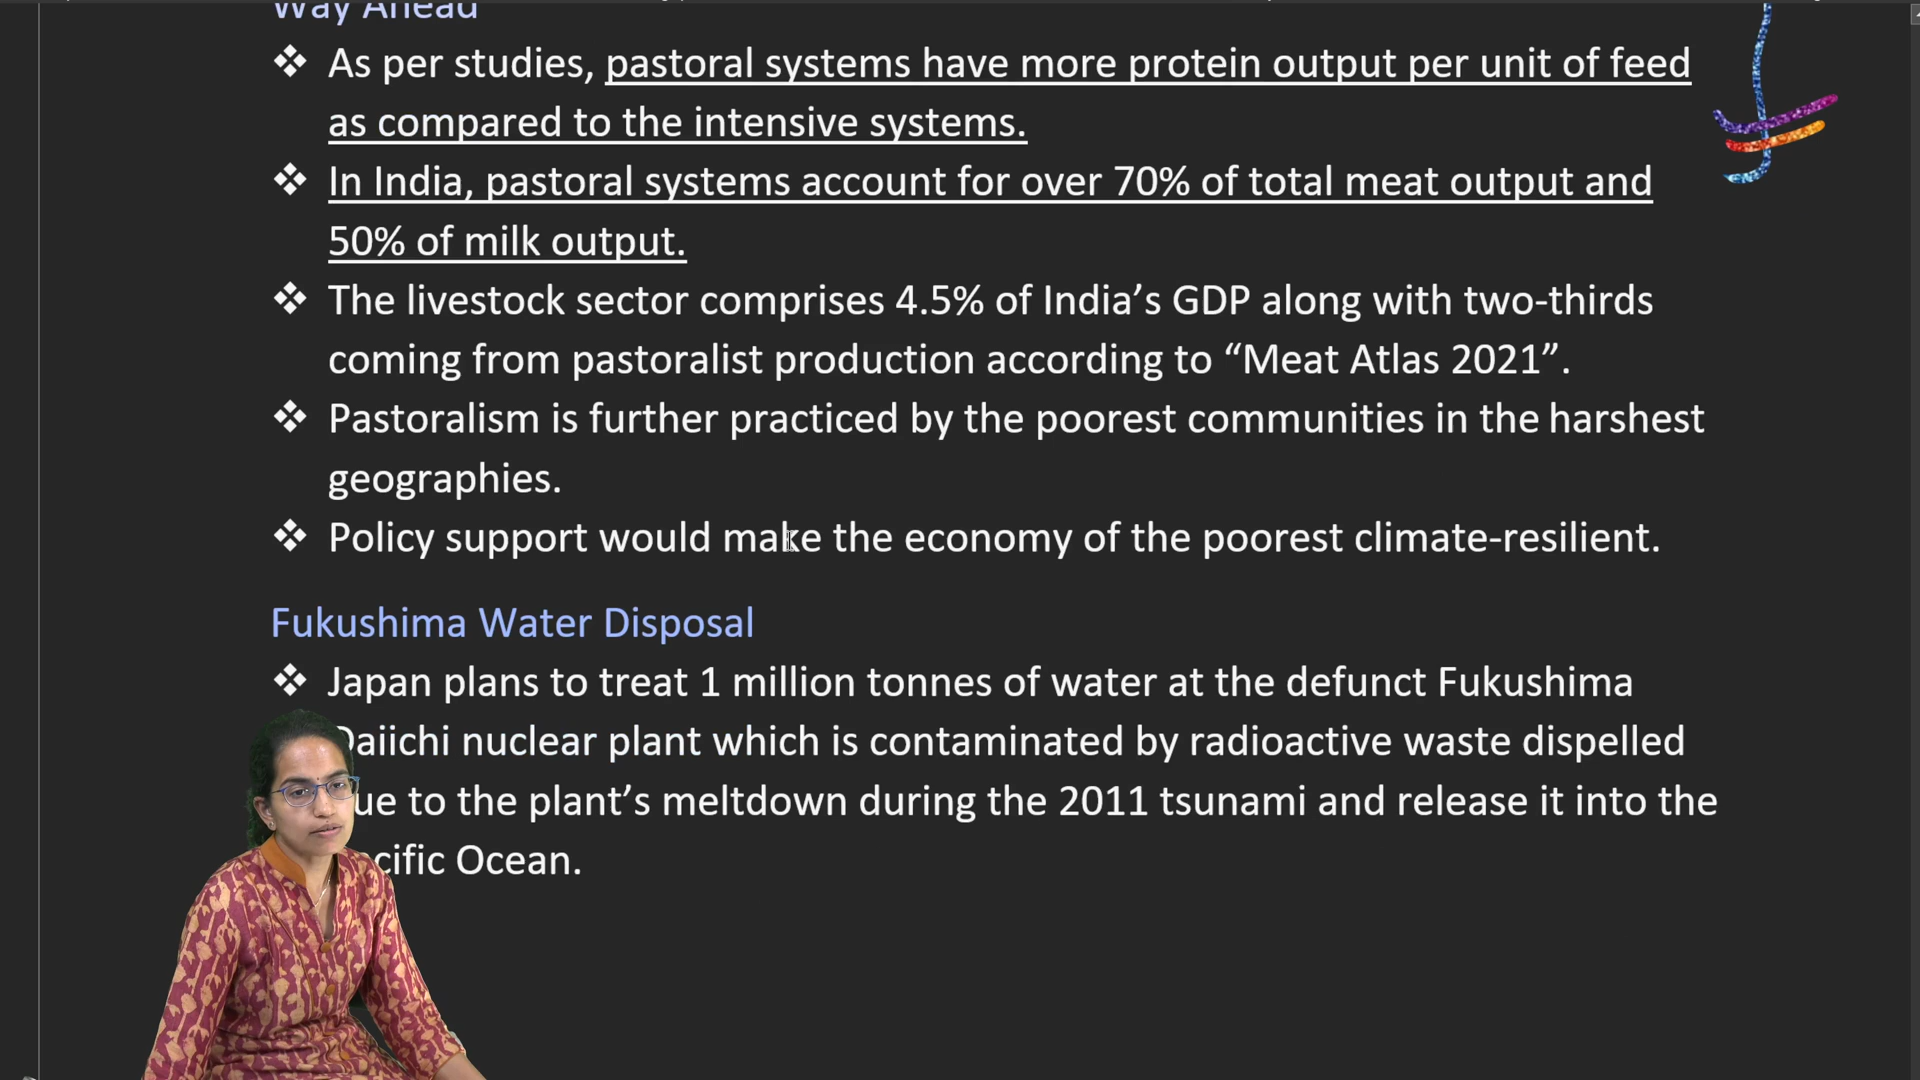 Way Ahead
❖ As per studies, pastoral systems have more protein output per unit of feed
as compared to the intensive systems.
❖ In India, pastoral systems account for over 70% of total meat output and
50% of milk output.
❖ The livestock sector comprises 4.5% of India’s GDP along with two-thirds
coming from pastoralist production according to “Meat Atlas 2021”.
❖ Pastoralism is further practiced by the poorest communities in the harshest
geographies.
❖ Policy support would make the economy of the poorest climate-resilient.
Fukushima Water Disposal
❖ Japan plans to treat 1 million tonnes of water at the defunct Fukushima
Daiichi nuclear plant which is contaminated by radioactive waste dispelled
ue to the plant’s meltdown during the 2011 tsunami and release it into the
cific Ocean.